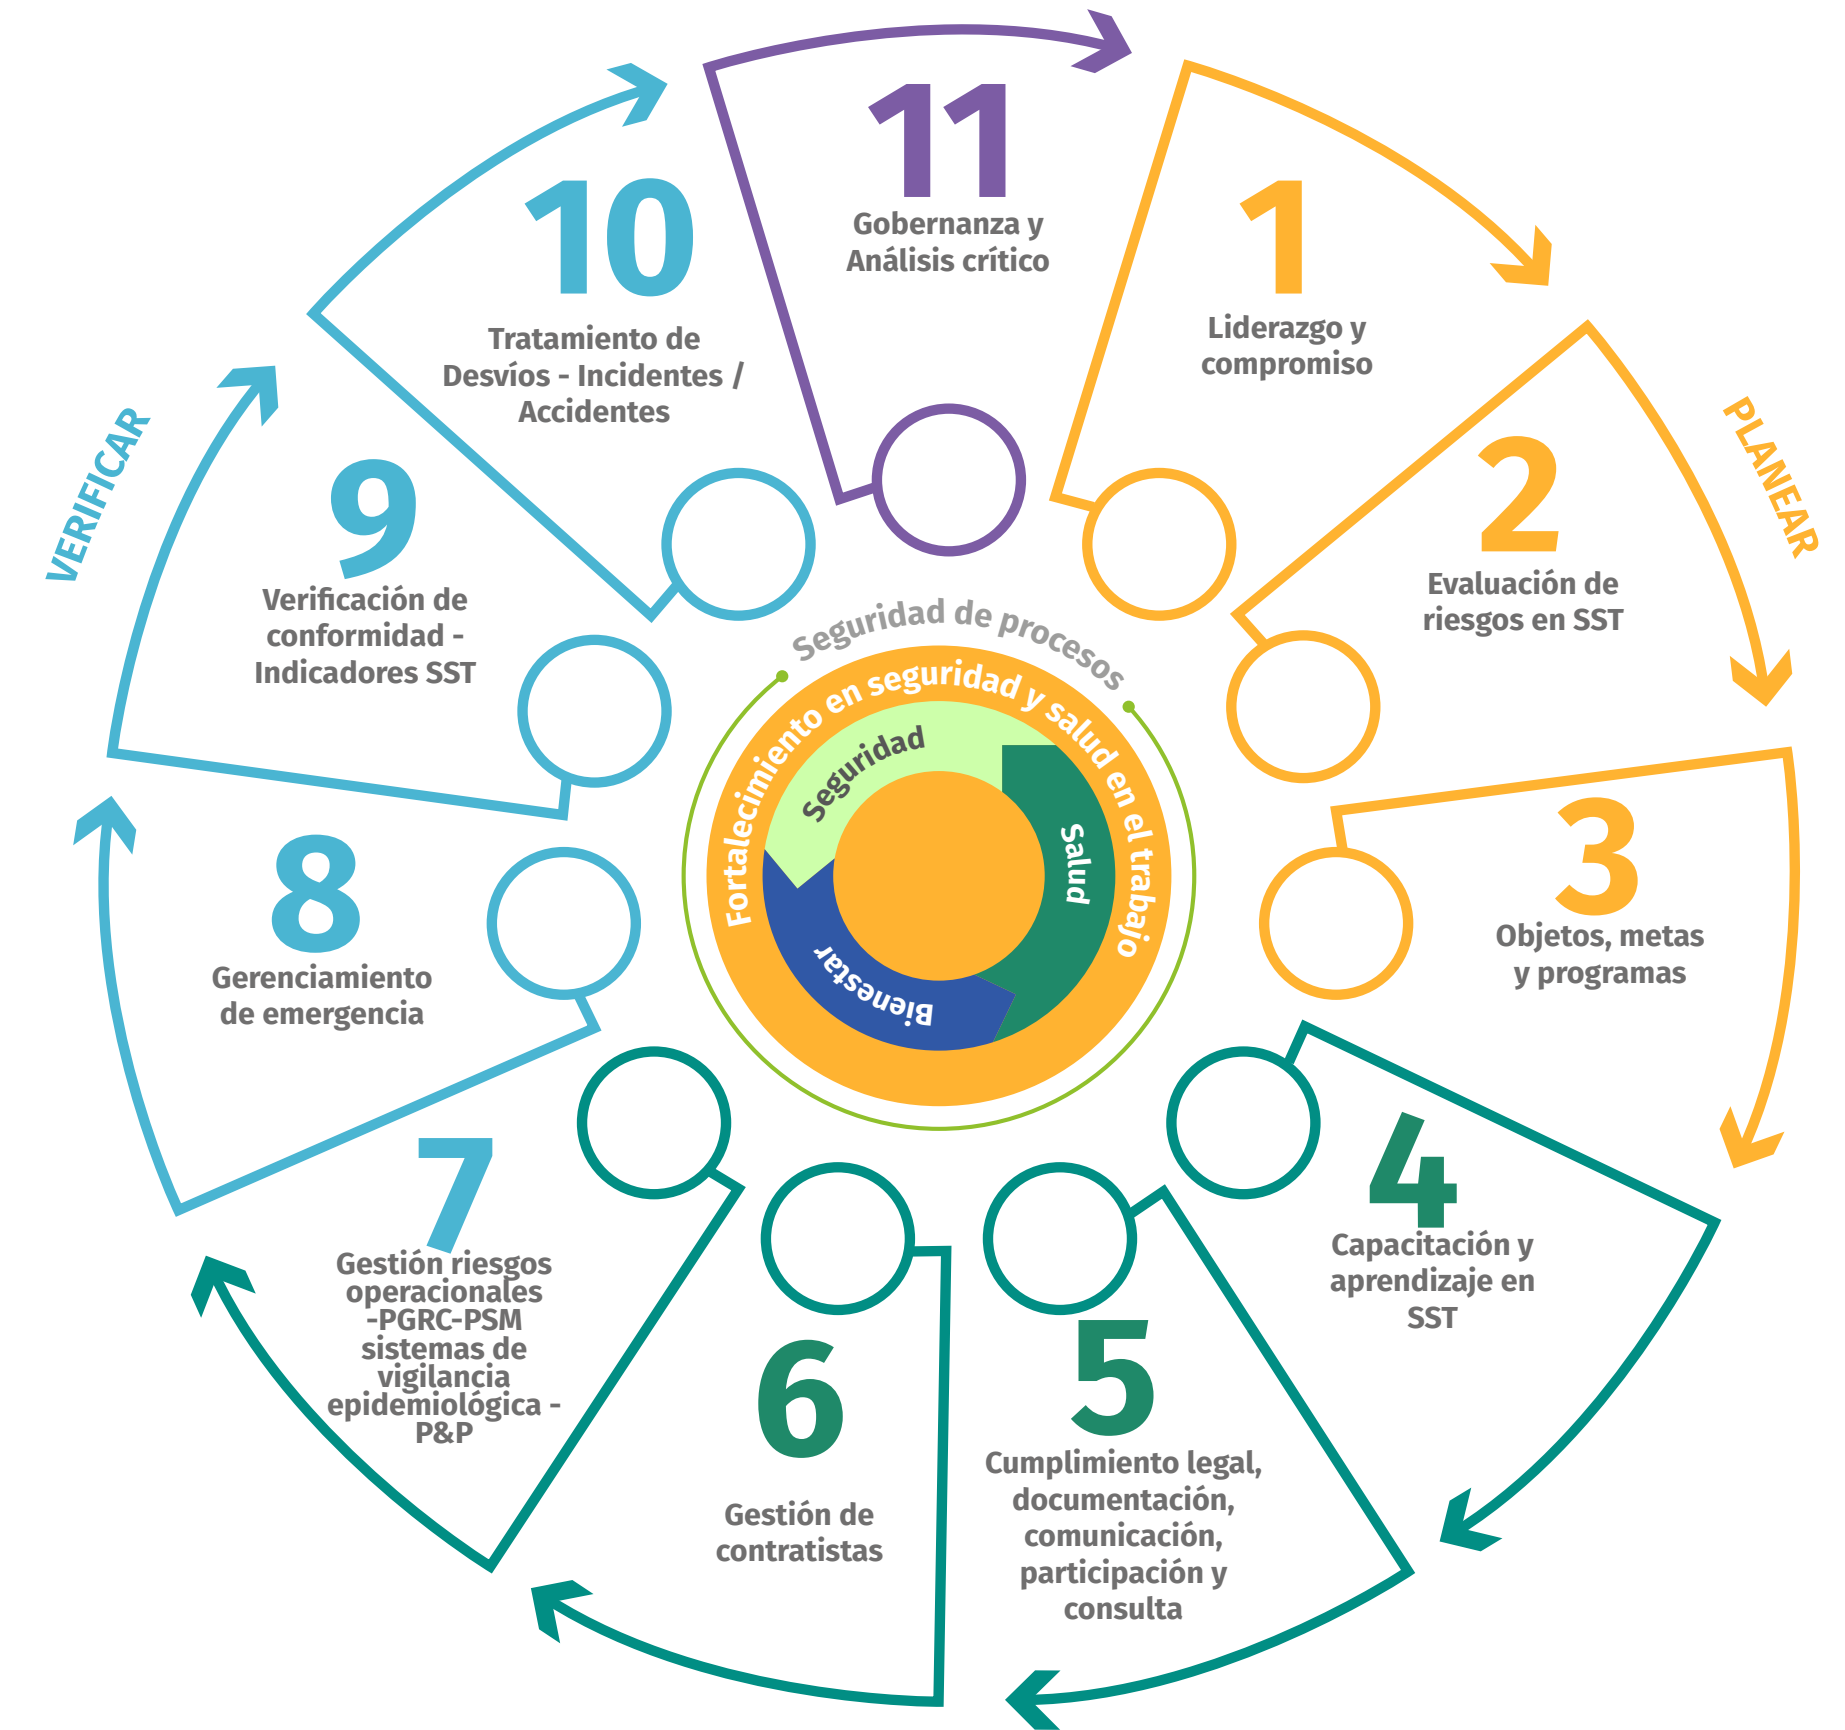 11
Gobernanza y
Análisis crítico
1
Liderazgo y
compromiso
PLANEAR
2
Evaluación de
riesgos en SST
3
Objetos, metas
y programas
4
Capacitación y
aprendizaje en
SST
5
Cumplimiento legal,
documentación,
comunicación,
participación y
consulta
6
Gestión de
contratistas
7
Gestión riesgos
operacionales
-PGRC-PSM
sistemas de
vigilancia
epidemiológica -
P&P
8
Gerenciamiento
de emergencia
VERIFICAR
9
Verificación de
conformidad -
Indicadores SST
10
Tratamiento de
Desvíos - Incidentes /
Accidentes
Seguridad de procesos
Fortalecimiento en seguridad y salud en el trabajo
Seguridad
Salud
Bienestar